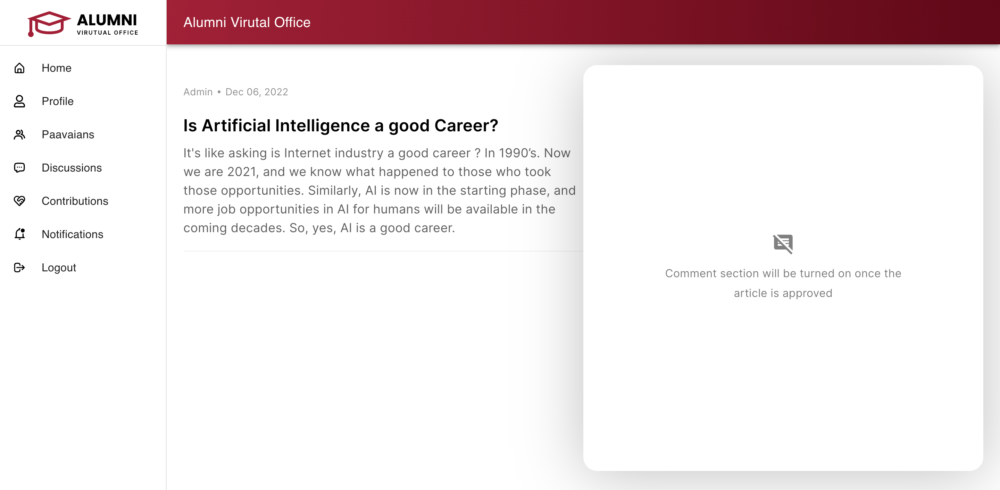 ALUMNI
VIRUTUAL OFFICE
Alumni Virutal Office
Home
Profile
Paavaians
Discussions
Contributions
Notifications
Logout
Admin • Dec 06, 2022
Is Artificial Intelligence a good Career?
It's like asking is Internet industry a good career ? In 1990’s. Now
we are 2021, and we know what happened to those who took
those opportunities. Similarly, AI is now in the starting phase, and
more job opportunities in AI for humans will be available in the
coming decades. So, yes, AI is a good career.
Comment section will be turned on once the
article is approved